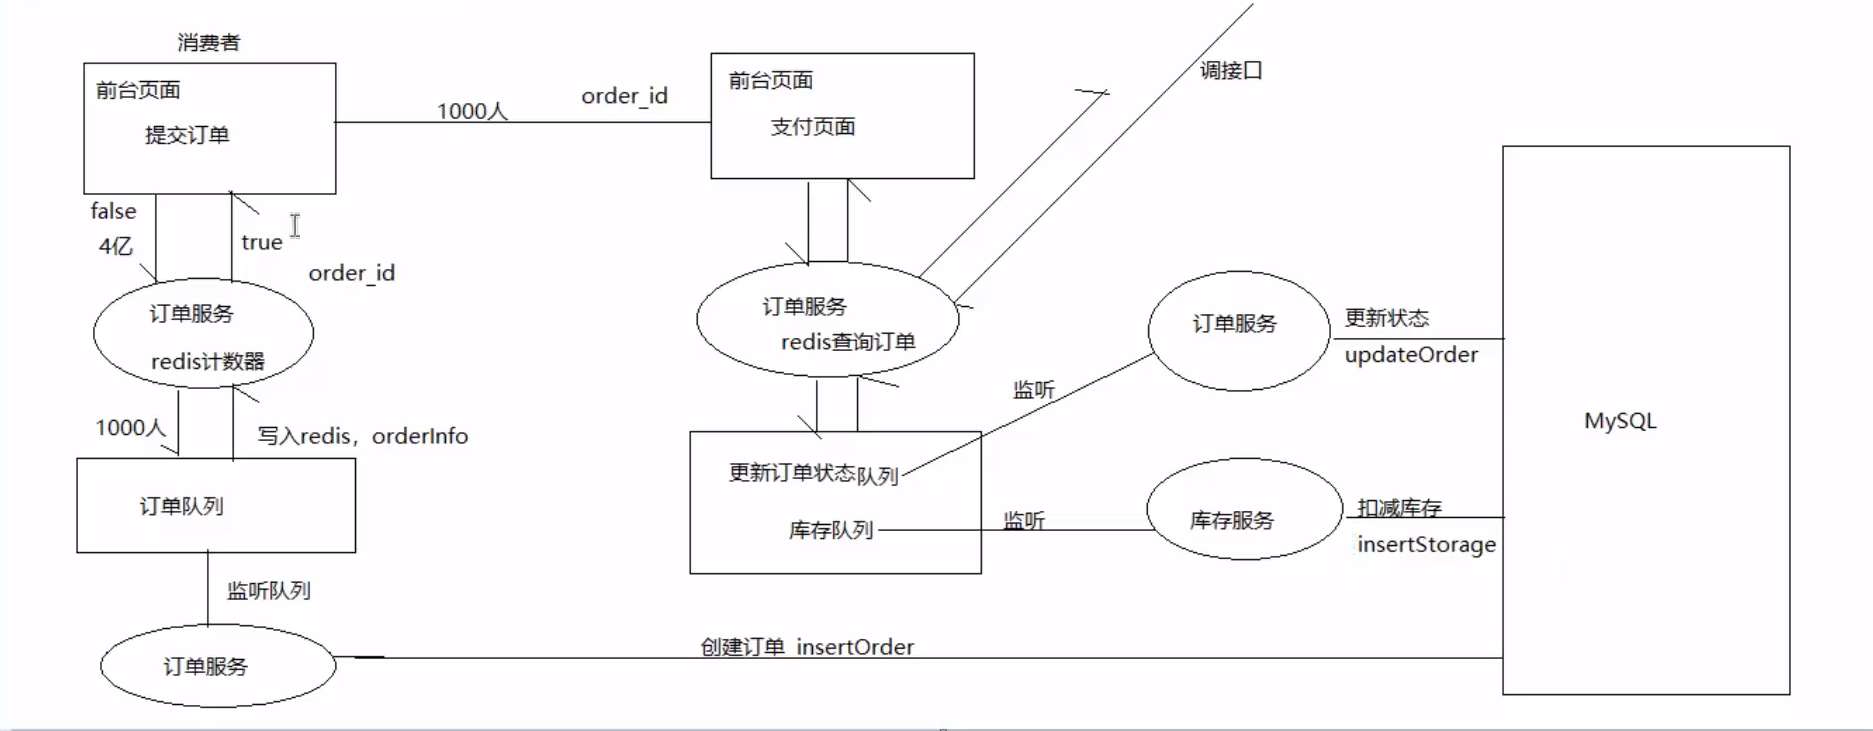 消费者
前台页面
提交订单
1000人
order_id
前台页面
支付页面
调接口
false
4亿
true
order_id
订单服务
redis计数器
订单服务
redis查询订单
订单服务
更新状态
updateOrder
监听
1000人
写入redis，orderInfo
MySQL
订单队列
更新订单状态队列
库存队列
监听
库存服务
扣减库存
insertStorage
监听队列
创建订单 insertOrder
订单服务